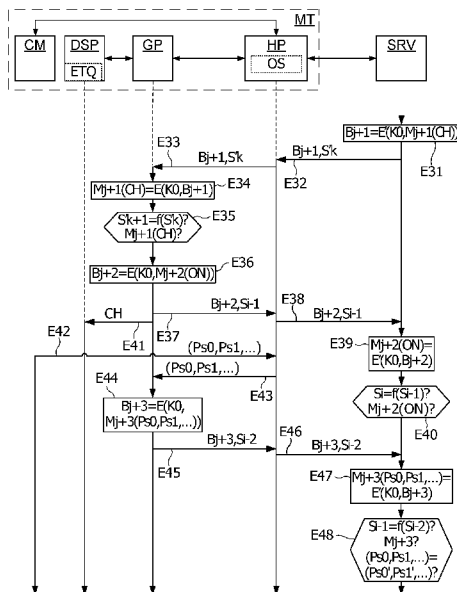 MT
CM
DSP
ETQ
GP
HP
OS
SRV
Bj+1=E'(K0,Mj+1(CH))
E31
Bj+1,S'k
E32
E33
Bj+1,S'k
Mj+1(CH)=E(K0,Bj+1)
E34
S'k+1=f(S'k)?
Mj+1(CH)?
E35
Bj+2=E(K0,Mj+2(ON))
E36
Bj+2,Si-1
E37
E38
Bj+2,Si-1
CH
E41
E42
E39
Mj+2(ON)=
E'(K0,Bj+2)
(Ps0,Ps1,...)
(Ps0,Ps1,...)
E43
Si=f(Si-1)?
Mj+2(ON)?
E40
E44
Bj+3=E(K0,
Mj+3(Ps0,Ps1,...))
Bj+3,Si-2
E45
E46
Bj+3,Si-2
E47
Mj+3(Ps0,Ps1,...)=
E'(K0,Bj+3)
E48
Si-1=f(Si-2)?
Mj+3?
(Ps0,Ps1,...)=
(Ps0',Ps1',...)?